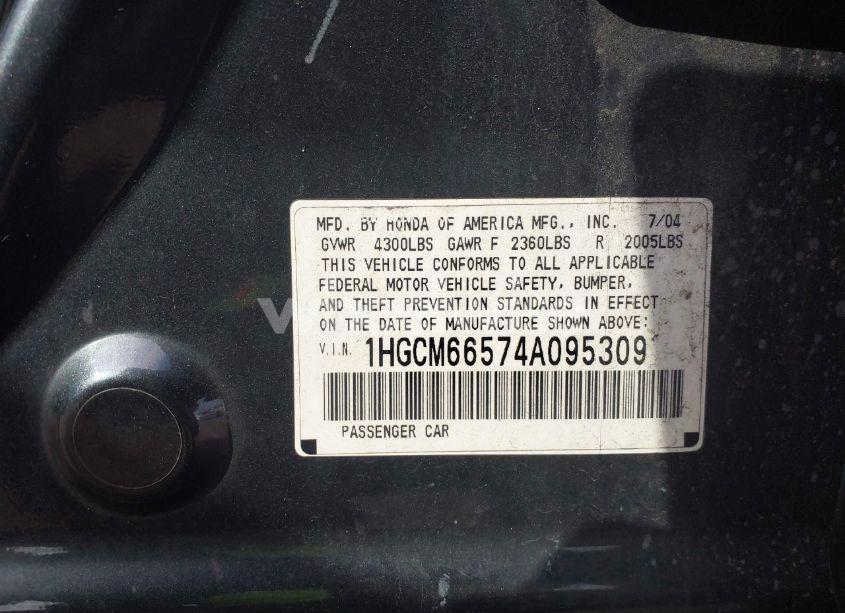 MFD. BY HONDA OF AMERICA MFG., INC. 7/04
GVWR 4300LBS GAWR F 2360LBS R 2005LBS
THIS VEHICLE CONFORMS TO ALL APPLICABLE
FEDERAL MOTOR VEHICLE SAFETY, BUMPER,
AND THEFT PREVENTION STANDARDS IN EFFECT
ON THE DATE OF MANUFACTURE SHOWN ABOVE:
V.I.N. 1HGCM66574A095309
PASSENGER CAR